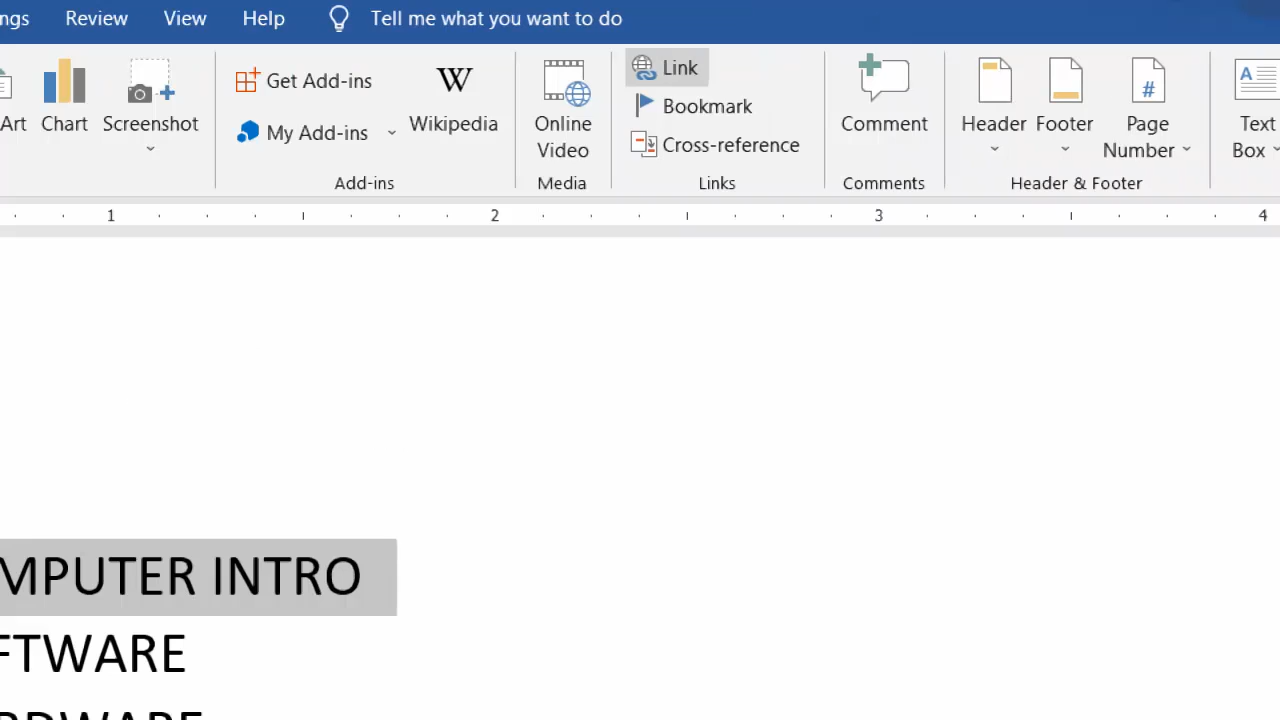 ngs Review View Help Tell me what you want to do
Art Chart Screenshot
Get Add-ins
My Add-ins
W
Wikipedia
Add-ins
Online
Video
Media
Link
Bookmark
Cross-reference
Links
Comment
Comments
Header Footer Page
Number
#
Header & Footer
A
Text
Box
1 2 3 4
MPUTER INTRO
FTWARE
RDWARE